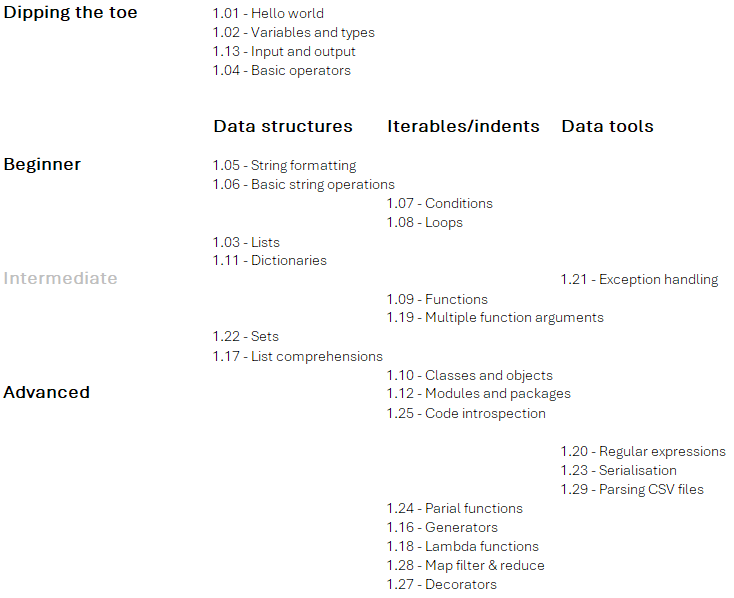 Dipping the toe 1.01 - Hello world
1.02 - Variables and types
1.13 - Input and output
1.04 - Basic operators
Data structures Iterables/indents Data tools
Beginner 1.05 - String formatting
1.06 - Basic string operations
1.07 - Conditions
1.08 - Loops
1.03 - Lists
1.11 - Dictionaries
Intermediate 1.21 - Exception handling
1.09 - Functions
1.19 - Multiple function arguments
1.22 - Sets
1.17 - List comprehensions
1.10 - Classes and objects
Advanced 1.12 - Modules and packages
1.25 - Code introspection
1.20 - Regular expressions
1.23 - Serialisation
1.29 - Parsing CSV files
1.24 - Parial functions
1.16 - Generators
1.18 - Lambda functions
1.28 - Map filter & reduce
1.27 - Decorators